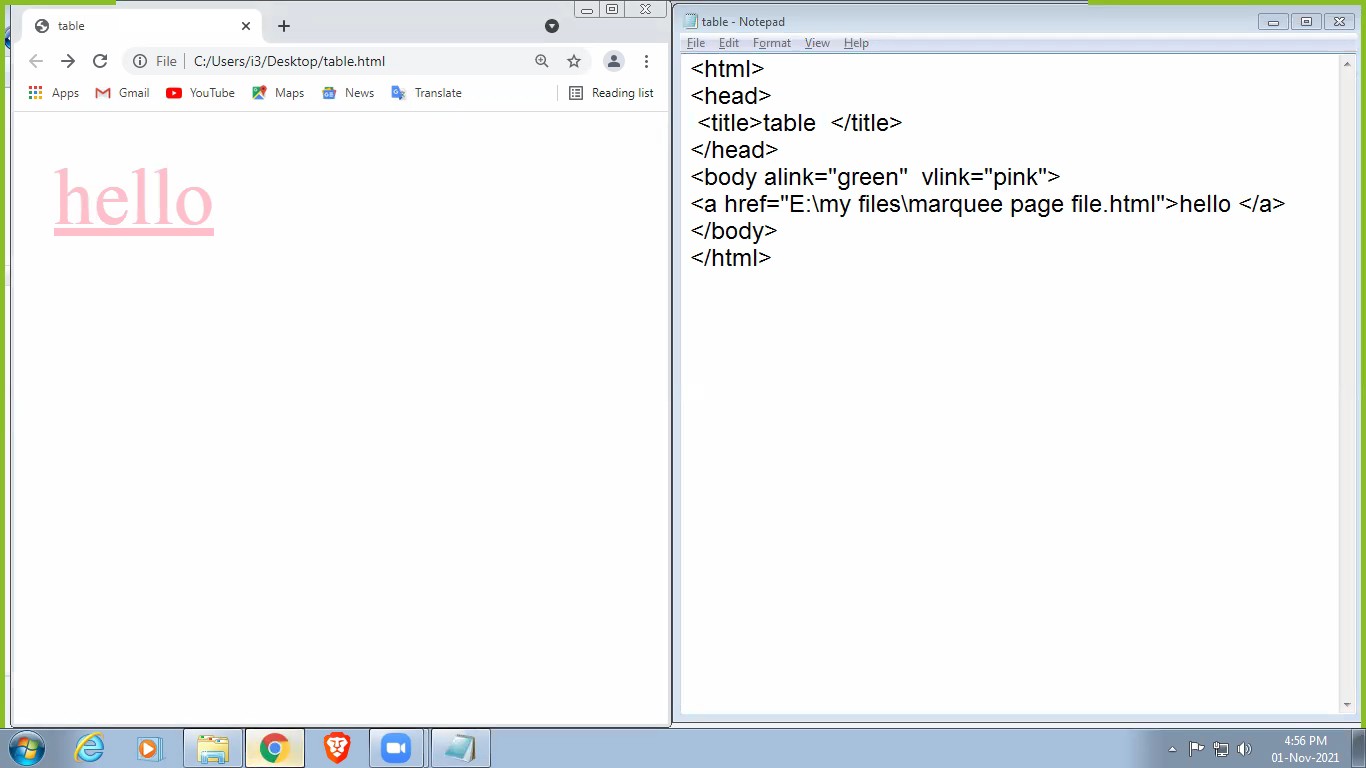 table
File C:/Users/i3/Desktop/table.html
Apps Gmail YouTube Maps News Translate Reading list
hello
table - Notepad
File Edit Format View Help
<html>
<head>
<title>table  </title>
</head>
<body alink="green"  vlink="pink">
<a href="E:\my files\marquee page file.html">hello </a>
</body>
</html>
4:56 PM
01-Nov-2021